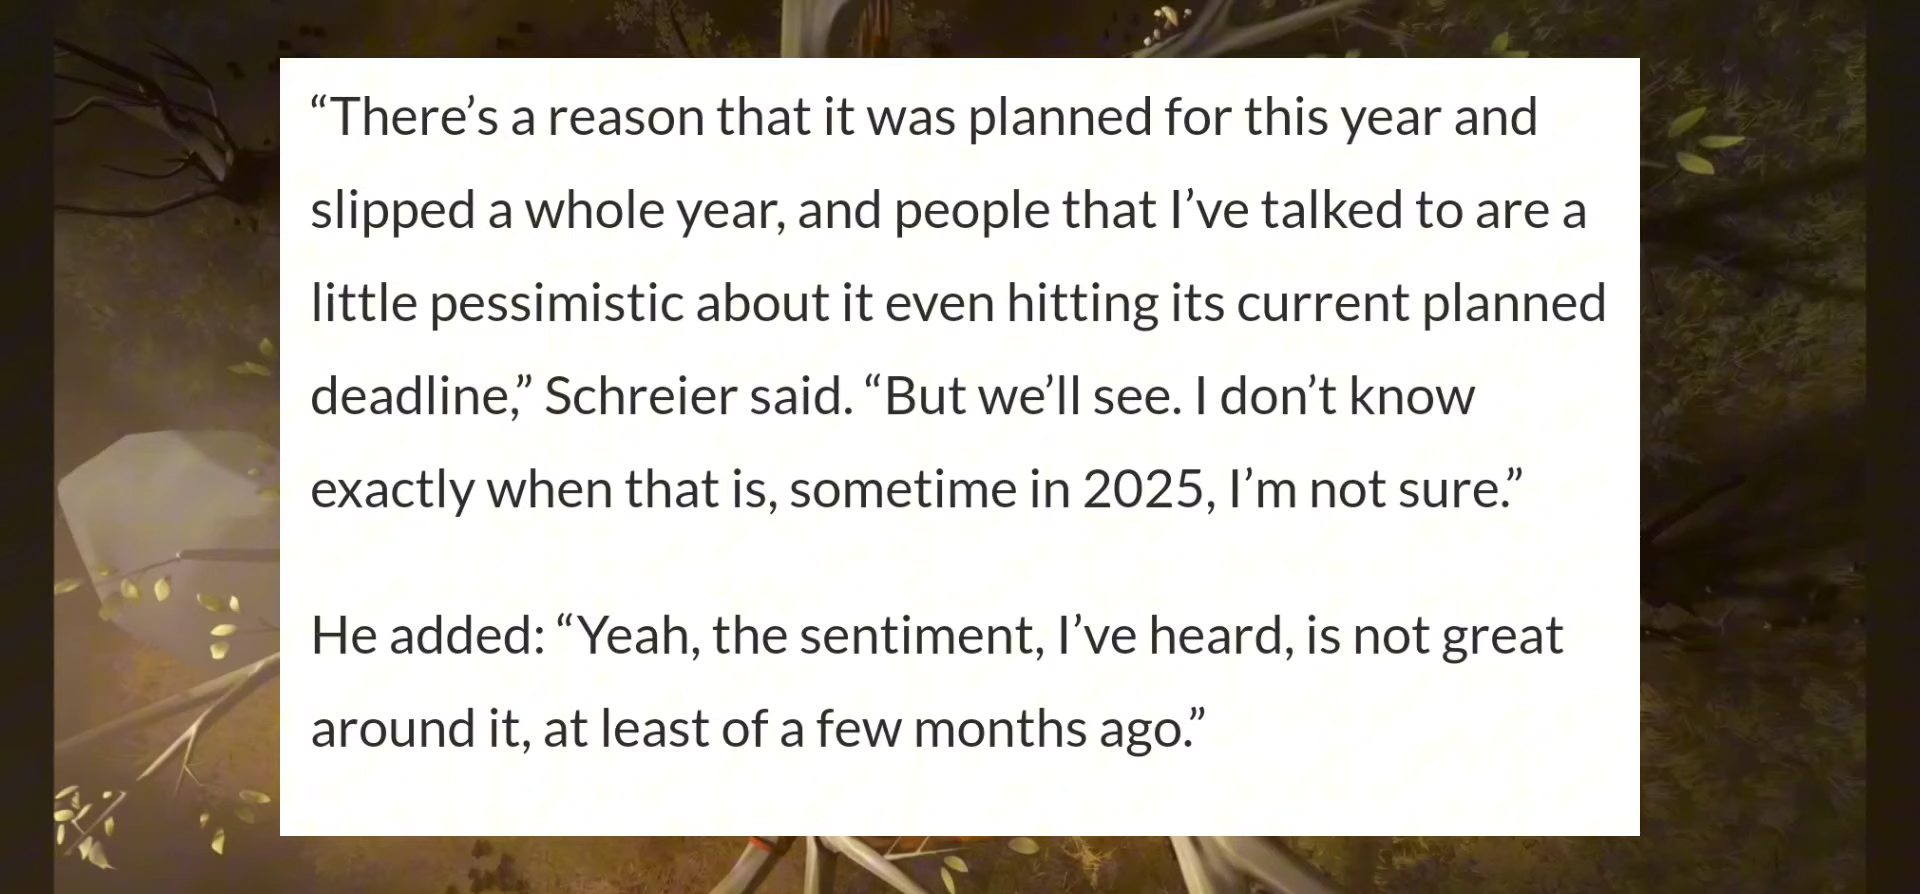 “There’s a reason that it was planned for this year and
slipped a whole year, and people that I’ve talked to are a
little pessimistic about it even hitting its current planned
deadline,” Schreier said. “But we’ll see. I don’t know
exactly when that is, sometime in 2025, I’m not sure.”
He added: “Yeah, the sentiment, I’ve heard, is not great
around it, at least of a few months ago.”